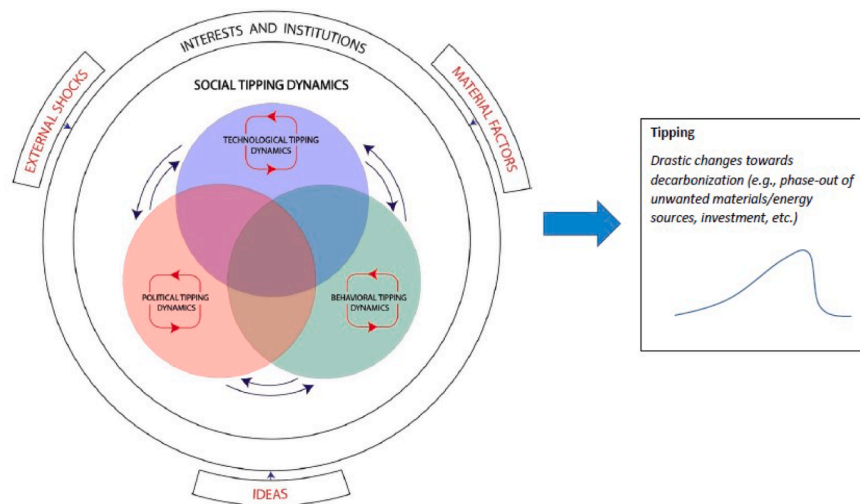 INTERESTS AND INSTITUTIONS
EXTERNAL SHOCKS
MATERIAL FACTORS
SOCIAL TIPPING DYNAMICS
TECHNOLOGICAL TIPPING
DYNAMICS
POLITICAL TIPPING
DYNAMICS
BEHAVIORAL TIPPING
DYNAMICS
IDEAS
Tipping
Drastic changes towards
decarbonization (e.g., phase-out of
unwanted materials/energy
sources, investment, etc.)